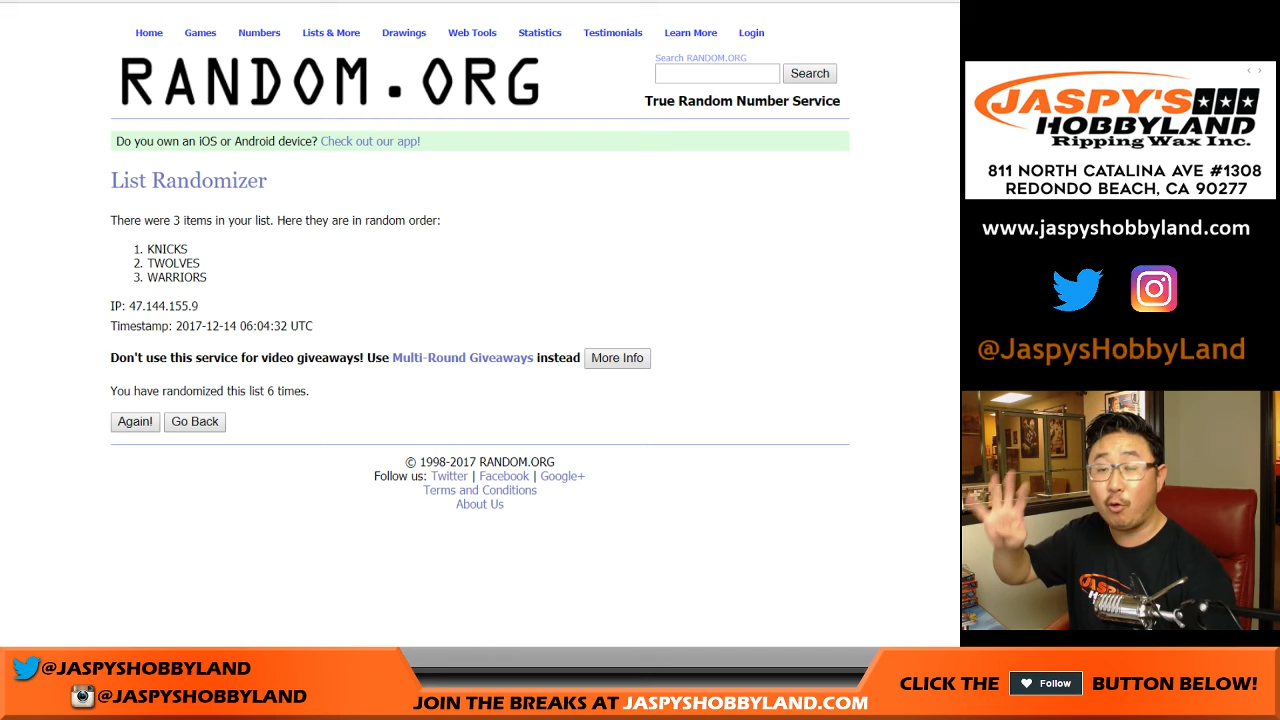 Home Games Numbers Lists & More Drawings Web Tools Statistics Testimonials Learn More Login
RANDOM.ORG
Search RANDOM.ORG
Search
True Random Number Service
Do you own an iOS or Android device? Check out our app!
List Randomizer
There were 3 items in your list. Here they are in random order:
1. KNICKS
2. TWOLVES
3. WARRIORS
IP: 47.144.155.9
Timestamp: 2017-12-14 06:04:32 UTC
Don't use this service for video giveaways! Use Multi-Round Giveaways instead More Info
You have randomized this list 6 times.
Again! Go Back
© 1998-2017 RANDOM.ORG
Follow us: Twitter | Facebook | Google+
Terms and Conditions
About Us
JASPY'S
HOBBYLAND
Ripping Wax Inc.
811 NORTH CATALINA AVE #1308
REDONDO BEACH, CA 90277
www.jaspyshobbyland.com
@JaspysHobbyLand
@JASPYSHOBBYLAND
@JASPYSHOBBYLAND
JOIN THE BREAKS AT JASPYSHOBBYLAND.COM
CLICK THE Follow BUTTON BELOW!